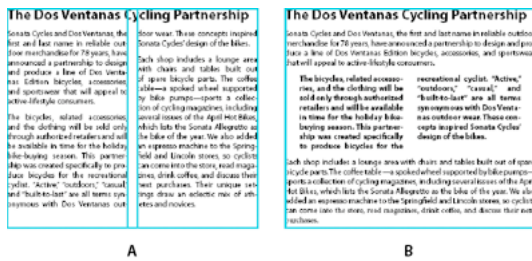 The Dos Ventanas Cycling Partnership
Sonata Cycles and Dos Ventanas, the
first and last name in reliable out-
door merchandise for 78 years, have
announced a partnership to design
and produce a line of Dos Venta-
nas Edition bicycles, accessories,
and sportswear that will appeal to
active-lifestyle consumers.
The bicycles, related accessories,
and the clothing will be sold only
through authorized retailers and will
be available in time for the holiday
bike-buying season. This partner-
ship was created specifically to pro-
duce bicycles for the recreational
cyclist. "Active," "outdoors," "casual,"
and "built-to-last" are all terms syn-
onymous with Dos Ventanas out-
door wear. These concepts inspired
Sonata Cycles' design of the bikes.
Each shop includes a lounge area
with chairs and tables built out
of spare bicycle parts. The coffee
table—a spoked wheel supported
by bike pumps—sports a collec-
tion of cycling magazines, including
several issues of the April Hot Bikes,
which lists the Sonata Allegretto as
the bike of the year. We also added
an espresso machine to the Spring-
field and Lincoln stores, so cyclists
can come into the store, read maga-
zines, drink coffee, and discuss their
next purchases. Their unique set-
tings draw an eclectic mix of ath-
letes and novices.
A
The Dos Ventanas Cycling Partnership
Sonata Cycles and Dos Ventanas, the first and last name in reliable outdoor
merchandise for 78 years, have announced a partnership to design and pro-
duce a line of Dos Ventanas Edition bicycles, accessories, and sportswear
that will appeal to active-lifestyle consumers.
The bicycles, related accesso-
ries, and the clothing will be
sold only through authorized
retailers and will be available
in time for the holiday bike-
buying season. This partner-
ship was created specifically
to produce bicycles for the
recreational cyclist. "Active,"
"outdoors," "casual," and
"built-to-last" are all terms
synonymous with Dos Venta-
nas outdoor wear. These con-
cepts inspired Sonata Cycles'
design of the bikes.
Each shop includes a lounge area with chairs and tables built out of spare
bicycle parts. The coffee table—a spoked wheel supported by bike pumps—
sports a collection of cycling magazines, including several issues of the April
Hot Bikes, which lists the Sonata Allegretto as the bike of the year. We also
added an espresso machine to the Springfield and Lincoln stores, so cyclists
can come into the store, read magazines, drink coffee, and discuss their next
purchases.
B